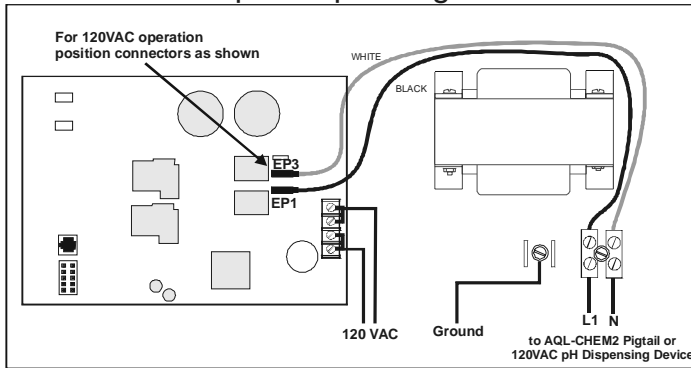 For 120VAC operation
position connectors as shown
WHITE
BLACK
EP3
EP1
120 VAC
Ground
L1 N
to AQL-CHEM2 Pigtail or
120VAC pH Dispensing Device